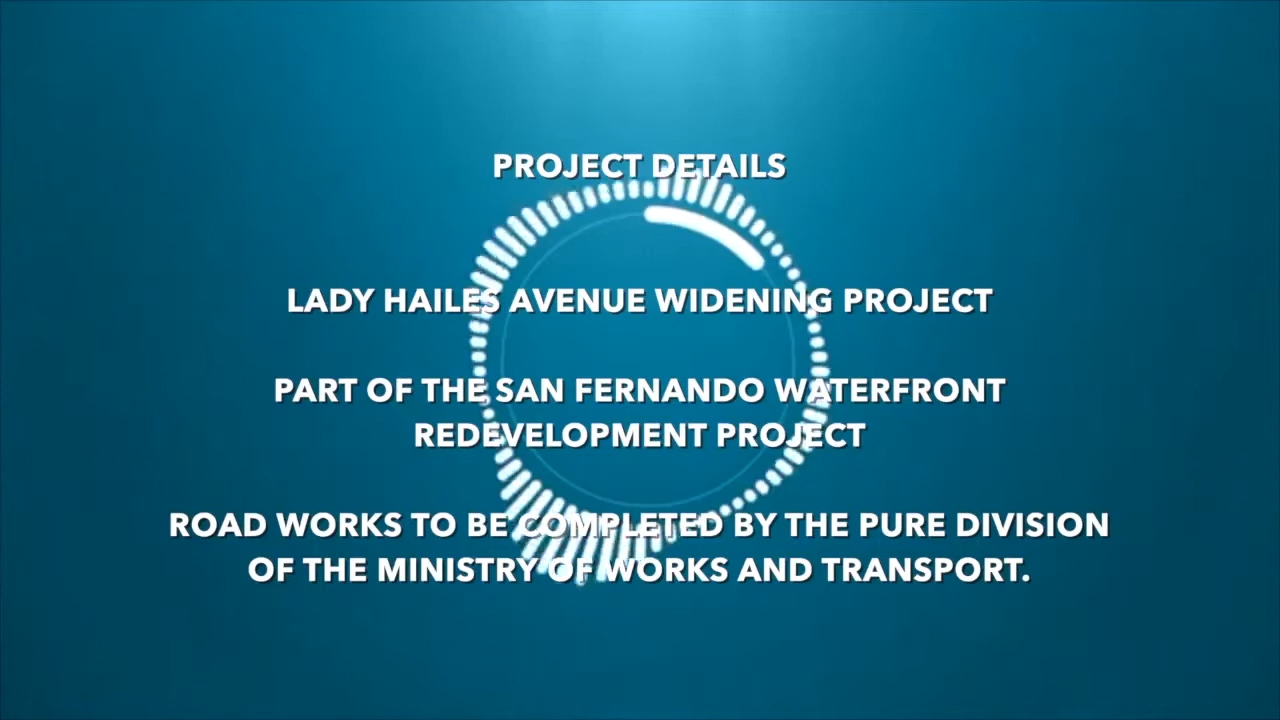 PROJECT DETAILS
LADY HAILES AVENUE WIDENING PROJECT
PART OF THE SAN FERNANDO WATERFRONT
REDEVELOPMENT PROJECT
ROAD WORKS TO BE COMPLETED BY THE PURE DIVISION
OF THE MINISTRY OF WORKS AND TRANSPORT.